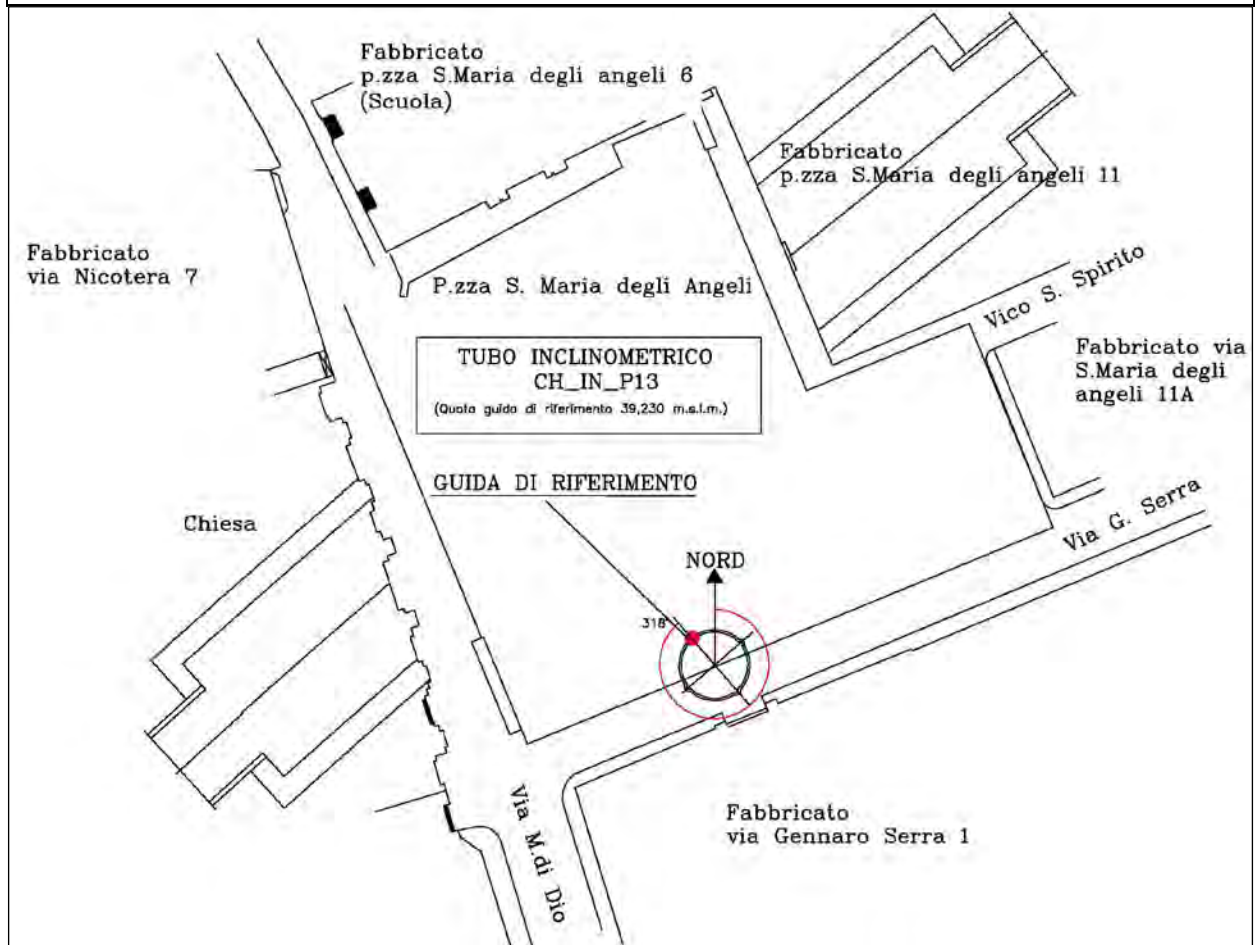 Fabbricato
p.zza S.Maria degli angeli 6
(Scuola)
Fabbricato
p.zza S.Maria degli angeli 11
Fabbricato
via Nicotera 7
P.zza S. Maria degli Angeli
Vico S. Spirito
TUBO INCLINOMETRICO
CH_IN_P13
(Quota guida di riferimento 39,230 m.s.l.m.)
Fabbricato via
S.Maria degli
angeli 11A
GUIDA DI RIFERIMENTO
Chiesa
Via G. Serra
NORD
318°
Via M.di Dio
Fabbricato
via Gennaro Serra 1